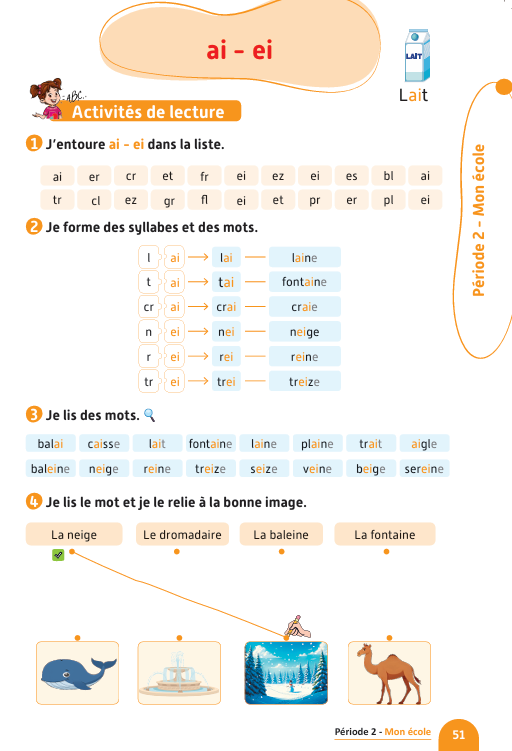 ai – ei
LAIT
Lait
ABC
Activités de lecture
1 J’entoure ai – ei dans la liste.
ai er cr et fr ei ez ei es bl ai
tr cl ez gr fl ei et pr er pl ei
2 Je forme des syllabes et des mots.
l ai lai laine
t ai tai fontaine
cr ai crai craie
n ei nei neige
r ei rei reine
tr ei trei treize
3 Je lis des mots.
balai caisse lait fontaine laine plaine trait aigle
baleine neige reine treize seize veine beige sereine
4 Je lis le mot et je le relie à la bonne image.
La neige Le dromadaire La baleine La fontaine
Période 2 - Mon école
Période 2 - Mon école 51